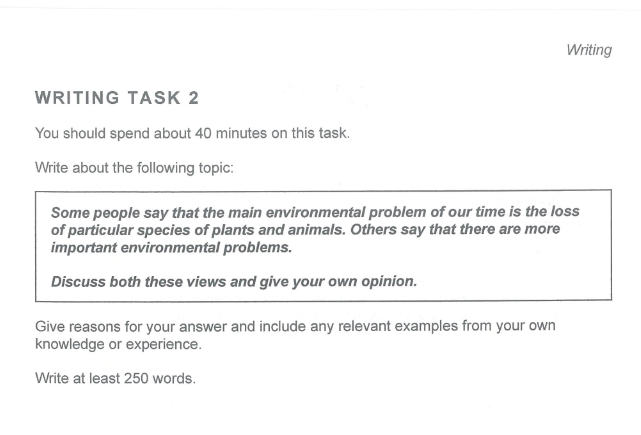 Writing
WRITING TASK 2
You should spend about 40 minutes on this task.
Write about the following topic:
Some people say that the main environmental problem of our time is the loss
of particular species of plants and animals. Others say that there are more
important environmental problems.
Discuss both these views and give your own opinion.
Give reasons for your answer and include any relevant examples from your own
knowledge or experience.
Write at least 250 words.